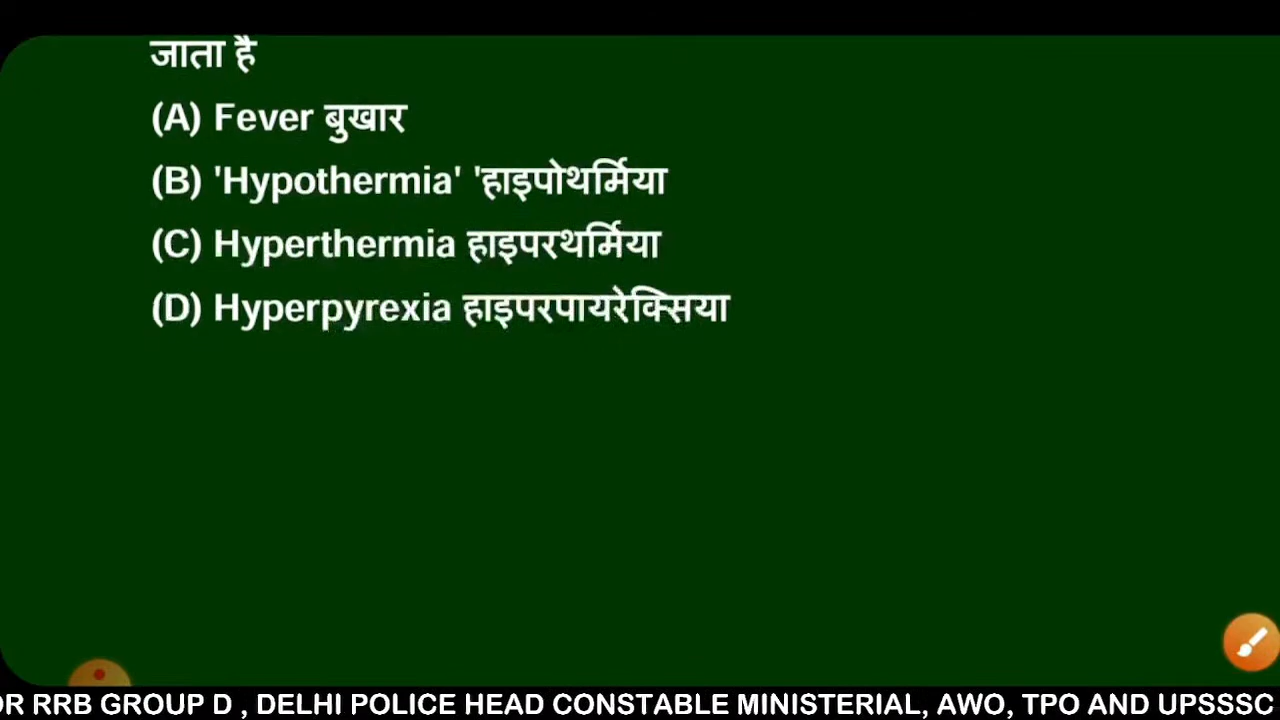 जाता है
(A) Fever बुखार
(B) 'Hypothermia' 'हाइपोथर्मिया
(C) Hyperthermia हाइपरथर्मिया
(D) Hyperpyrexia हाइपरपायरेक्सिया
OR RRB GROUP D , DELHI POLICE HEAD CONSTABLE MINISTERIAL, AWO, TPO AND UPSSSC